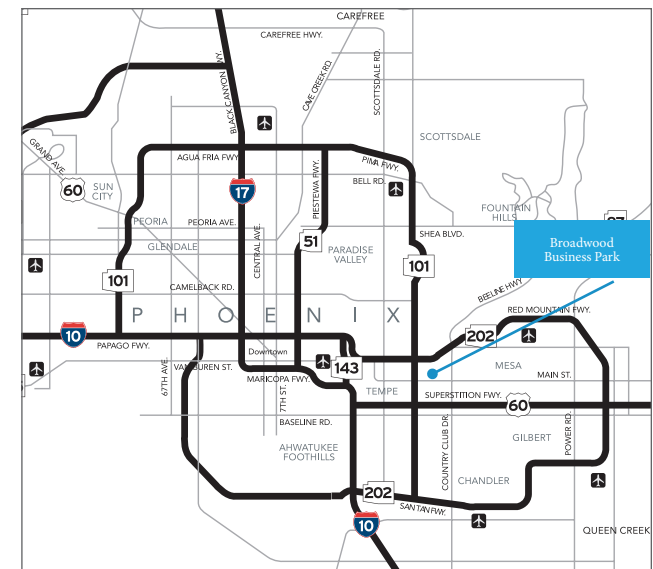 CAREFREE
CAREFREE HWY.
BLACK CANYON
CAVE CREEK RD.
SCOTTSDALE RD.
SCOTTSDALE
GRAND AVE.
AGUA FRIA FWY.
PIMA FWY.
BELL RD.
60
SUN
CITY
17
PIESTEWA FWY.
FOUNTAIN
HILLS
PEORIA
PEORIA AVE.
SHEA BLVD.
Broadwood
Business Park
51
CENTRAL AVE.
GLENDALE
PARADISE
VALLEY
101
101
CAMELBACK RD.
BEELINE HWY.
RED MOUNTAIN FWY.
PHOENIX
10
202
PAPAGO FWY.
Downtown
67TH AVE.
VAN BUREN ST.
143
MESA
MAIN ST.
MARICOPA FWY.
7TH ST.
TEMPE
SUPERSTITION FWY.
60
BASELINE RD.
COUNTRY CLUB DR.
POWER RD.
GILBERT
AHWATUKEE
FOOTHILLS
CHANDLER
202
SANTAN FWY.
10
QUEEN CREEK